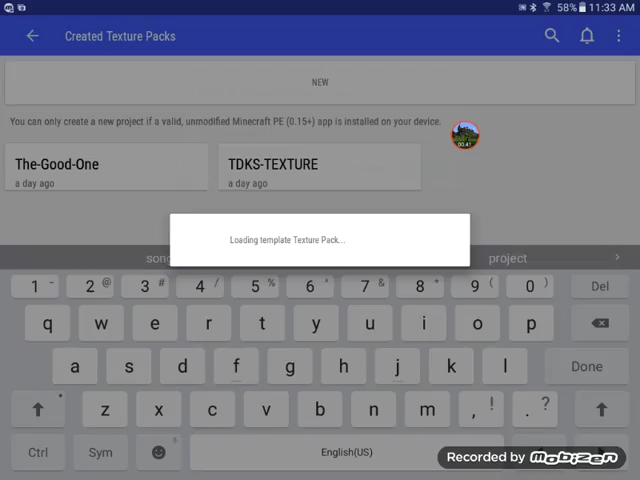 58% 11:33 AM
Created Texture Packs
NEW
You can only create a new project if a valid, unmodified Minecraft PE (0.15+) app is installed on your device.
00:41
The-Good-One
TDKS-TEXTURE
a day ago
a day ago
Loading template Texture Pack...
song project >
1 - 2 @ 3 # 4 / 5 % 6 ^ 7 & 8 * 9 ( 0 ) Del
q w e r t y u i o p
a s d f g h j k l Done
z x c v b n m , ! . ?
Ctrl Sym English(US)
Recorded by MOBIZEN